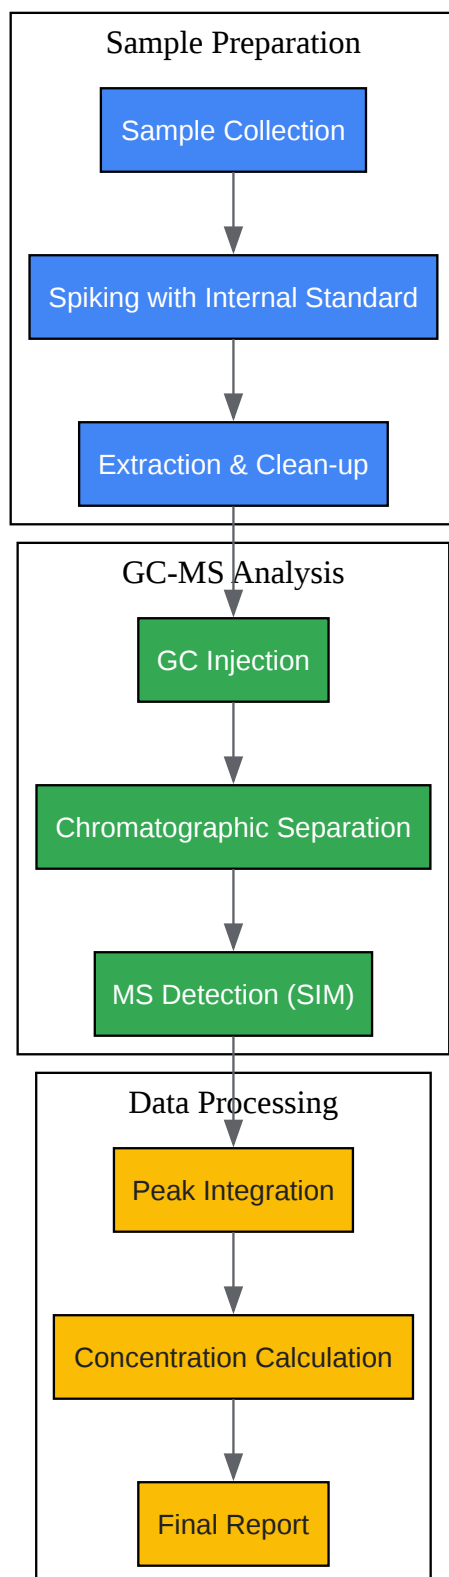 Sample Preparation
Sample Collection
Spiking with Internal Standard
Extraction & Clean-up
GC-MS Analysis
GC Injection
Chromatographic Separation
MS Detection (SIM)
Data Processing
Peak Integration
Concentration Calculation
Final Report